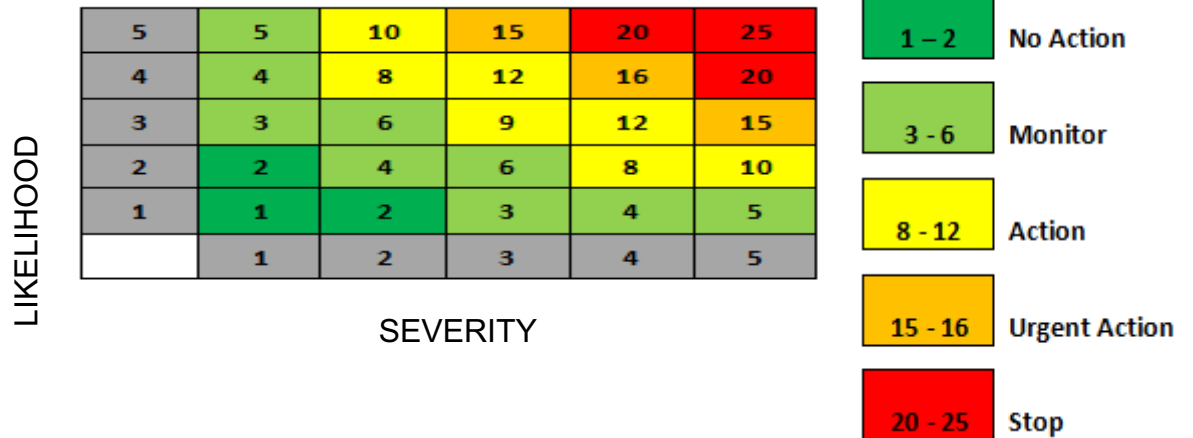 5 5 10 15 20 25
4 4 8 12 16 20
3 3 6 9 12 15
2 2 4 6 8 10
1 1 2 3 4 5
1 2 3 4 5
LIKELIHOOD
SEVERITY
1 – 2 No Action
3 - 6 Monitor
8 - 12 Action
15 - 16 Urgent Action
20 - 25 Stop